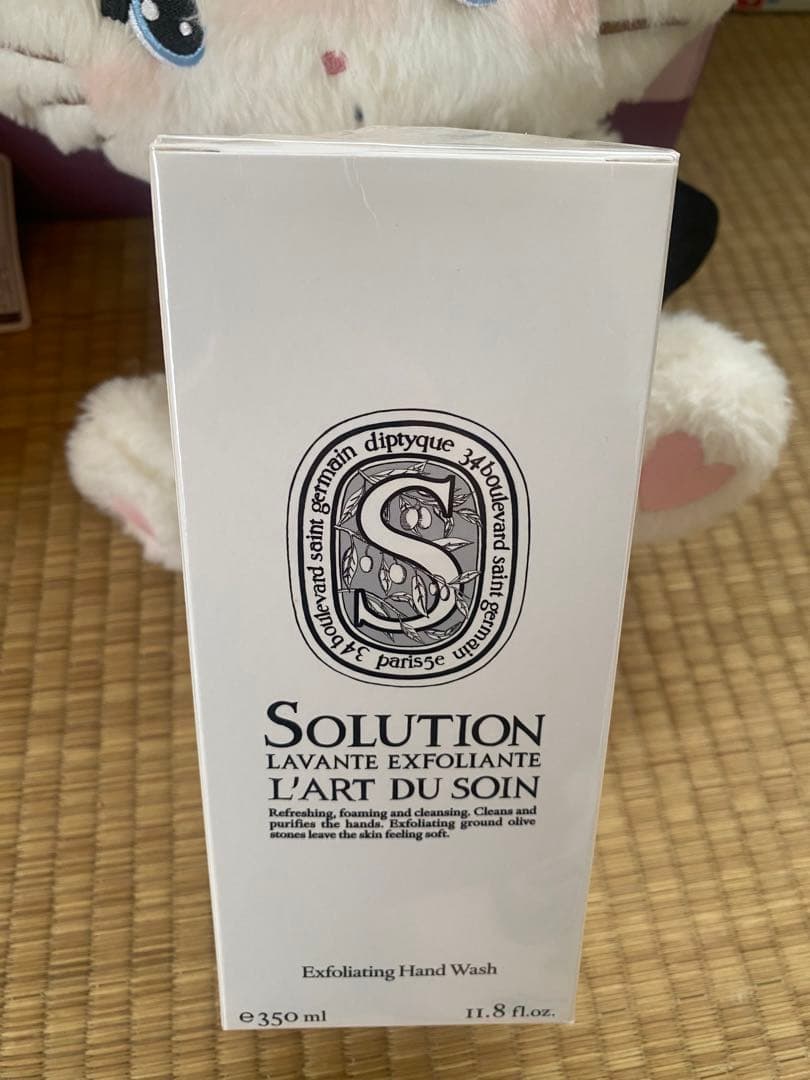 34 boulevard saint germain diptyque 34 boulevard saint germain
paris 5e
S
SOLUTION
LAVANTE EXFOLIANTE
L'ART DU SOIN
Refreshing, foaming and cleansing. Cleans and
purifies the hands. Exfoliating ground olive
stones leave the skin feeling soft.
Exfoliating Hand Wash
℮350 ml 11.8 fl.oz.